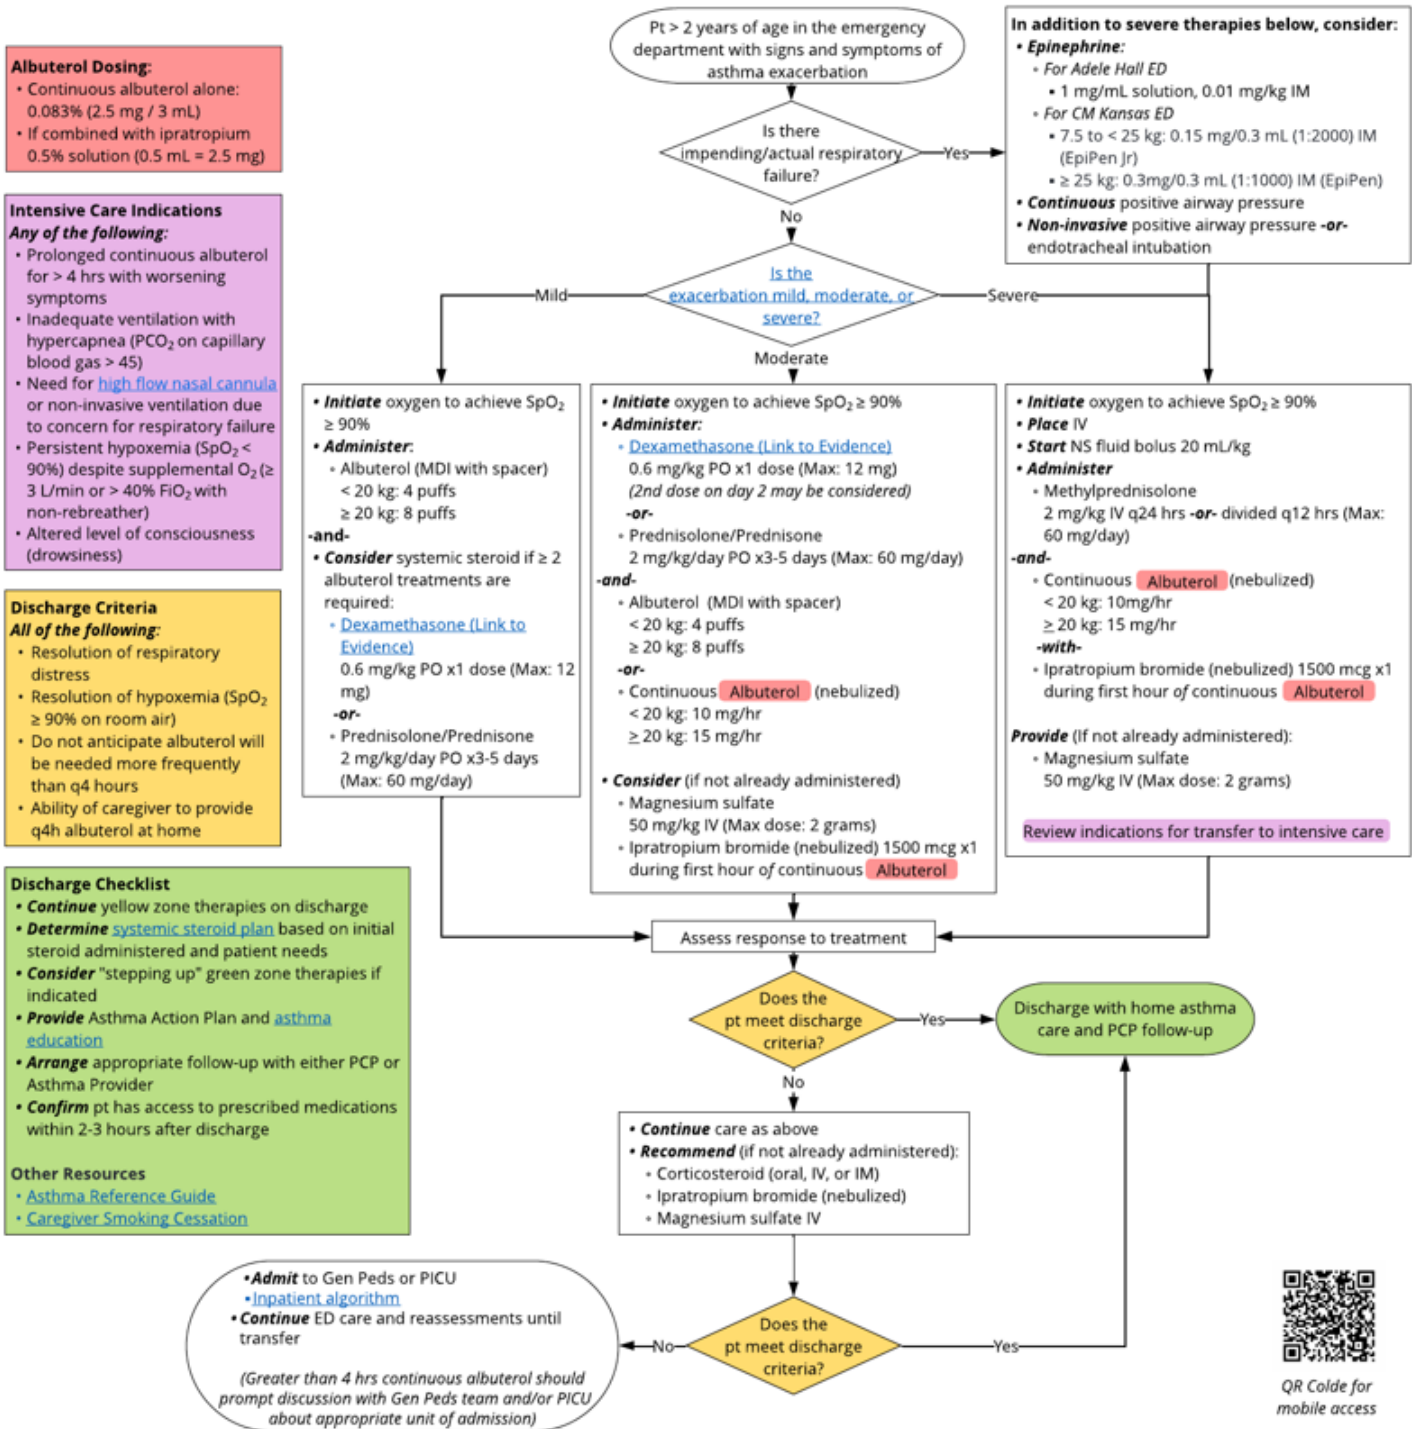 Pt > 2 years of age in the emergency
department with signs and symptoms of
asthma exacerbation
Is there
impending/actual respiratory
failure?
Yes
No
In addition to severe therapies below, consider:
• Epinephrine:
◦ For Adele Hall ED
▪ 1 mg/mL solution, 0.01 mg/kg IM
◦ For CM Kansas ED
▪ 7.5 to < 25 kg: 0.15 mg/0.3 mL (1:2000) IM
(EpiPen Jr)
▪ ≥ 25 kg: 0.3mg/0.3 mL (1:1000) IM (EpiPen)
• Continuous positive airway pressure
• Non-invasive positive airway pressure -or-
endotracheal intubation
Albuterol Dosing:
• Continuous albuterol alone:
0.083% (2.5 mg / 3 mL)
• If combined with ipratropium
0.5% solution (0.5 mL = 2.5 mg)
Intensive Care Indications
Any of the following:
• Prolonged continuous albuterol
for > 4 hrs with worsening
symptoms
• Inadequate ventilation with
hypercapnea (PCO2 on capillary
blood gas > 45)
• Need for high flow nasal cannula
or non-invasive ventilation due
to concern for respiratory failure
• Persistent hypoxemia (SpO2 <
90%) despite supplemental O2 (≥
3 L/min or > 40% FiO2 with
non-rebreather)
• Altered level of consciousness
(drowsiness)
Discharge Criteria
All of the following:
• Resolution of respiratory
distress
• Resolution of hypoxemia (SpO2
≥ 90% on room air)
• Do not anticipate albuterol will
be needed more frequently
than q4 hours
• Ability of caregiver to provide
q4h albuterol at home
Discharge Checklist
• Continue yellow zone therapies on discharge
• Determine systemic steroid plan based on initial
steroid administered and patient needs
• Consider "stepping up" green zone therapies if
indicated
• Provide Asthma Action Plan and asthma
education
• Arrange appropriate follow-up with either PCP or
Asthma Provider
• Confirm pt has access to prescribed medications
within 2-3 hours after discharge
Other Resources
• Asthma Reference Guide
• Caregiver Smoking Cessation
Is the
exacerbation mild, moderate, or
severe?
Mild
Moderate
Severe
• Initiate oxygen to achieve SpO2
≥ 90%
• Administer:
◦ Albuterol (MDI with spacer)
< 20 kg: 4 puffs
≥ 20 kg: 8 puffs
-and-
• Consider systemic steroid if ≥ 2
albuterol treatments are
required:
◦ Dexamethasone (Link to
Evidence)
0.6 mg/kg PO x1 dose (Max: 12
mg)
-or-
◦ Prednisolone/Prednisone
2 mg/kg/day PO x3-5 days
(Max: 60 mg/day)
• Initiate oxygen to achieve SpO2 ≥ 90%
• Administer:
◦ Dexamethasone (Link to Evidence)
0.6 mg/kg PO x1 dose (Max: 12 mg)
(2nd dose on day 2 may be considered)
-or-
◦ Prednisolone/Prednisone
2 mg/kg/day PO x3-5 days (Max: 60 mg/day)
-and-
◦ Albuterol (MDI with spacer)
< 20 kg: 4 puffs
≥ 20 kg: 8 puffs
-or-
◦ Continuous Albuterol (nebulized)
< 20 kg: 10 mg/hr
≥ 20 kg: 15 mg/hr
• Consider (if not already administered)
◦ Magnesium sulfate
50 mg/kg IV (Max dose: 2 grams)
◦ Ipratropium bromide (nebulized) 1500 mcg x1
during first hour of continuous Albuterol
• Initiate oxygen to achieve SpO2 ≥ 90%
• Place IV
• Start NS fluid bolus 20 mL/kg
• Administer
◦ Methylprednisolone
2 mg/kg IV q24 hrs -or- divided q12 hrs (Max:
60 mg/day)
-and-
◦ Continuous Albuterol (nebulized)
< 20 kg: 10mg/hr
≥ 20 kg: 15 mg/hr
-with-
◦ Ipratropium bromide (nebulized) 1500 mcg x1
during first hour of continuous Albuterol
Provide (If not already administered):
◦ Magnesium sulfate
50 mg/kg IV (Max dose: 2 grams)
Review indications for transfer to intensive care
Assess response to treatment
Does the
pt meet discharge
criteria?
Yes
No
Discharge with home asthma
care and PCP follow-up
• Continue care as above
• Recommend (if not already administered):
◦ Corticosteroid (oral, IV, or IM)
◦ Ipratropium bromide (nebulized)
◦ Magnesium sulfate IV
Does the
pt meet discharge
criteria?
No
Yes
• Admit to Gen Peds or PICU
▪ Inpatient algorithm
• Continue ED care and reassessments until
transfer
(Greater than 4 hrs continuous albuterol should
prompt discussion with Gen Peds team and/or PICU
about appropriate unit of admission)
QR Colde for
mobile access